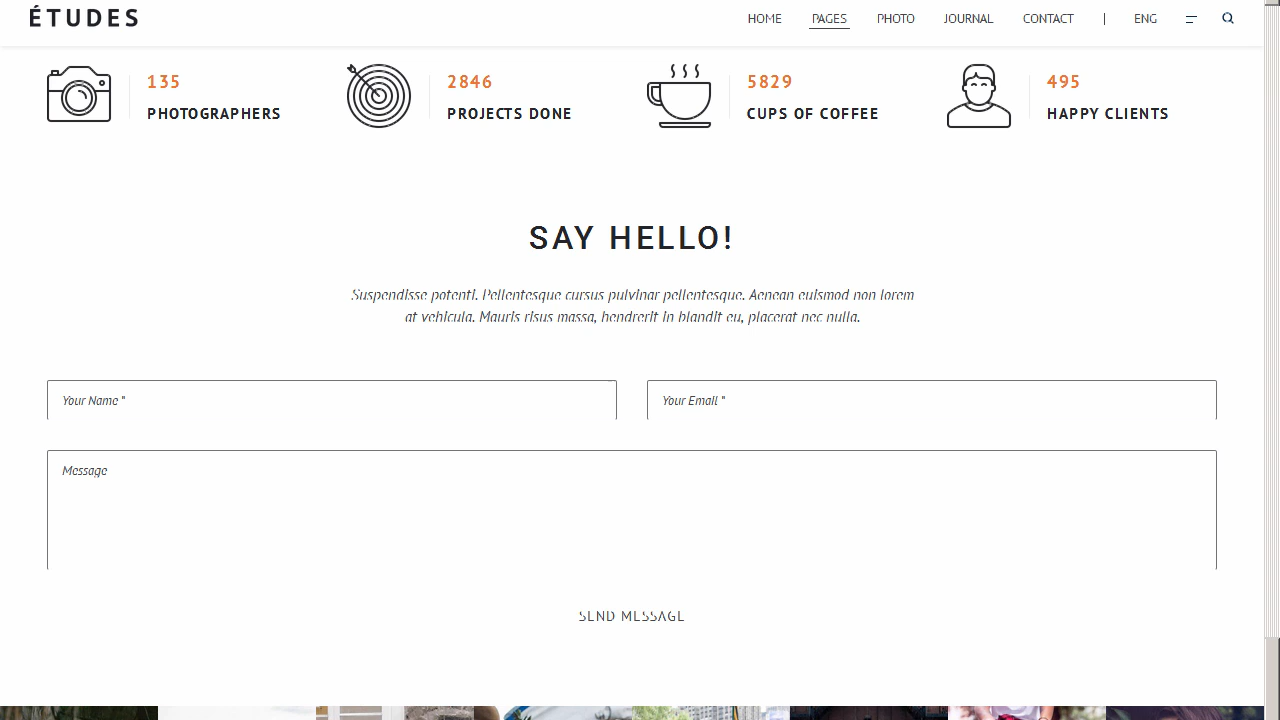 ÉTUDES
HOME PAGES PHOTO JOURNAL CONTACT | ENG
135
PHOTOGRAPHERS
2846
PROJECTS DONE
5829
CUPS OF COFFEE
495
HAPPY CLIENTS
SAY HELLO!
Suspendisse potenti. Pellentesque cursus pulvinar pellentesque. Aenean euismod non lorem
at vehicula. Mauris risus massa, hendrerit in blandit eu, placerat nec nulla.
Your Name *
Your Email *
Message
SEND MESSAGE